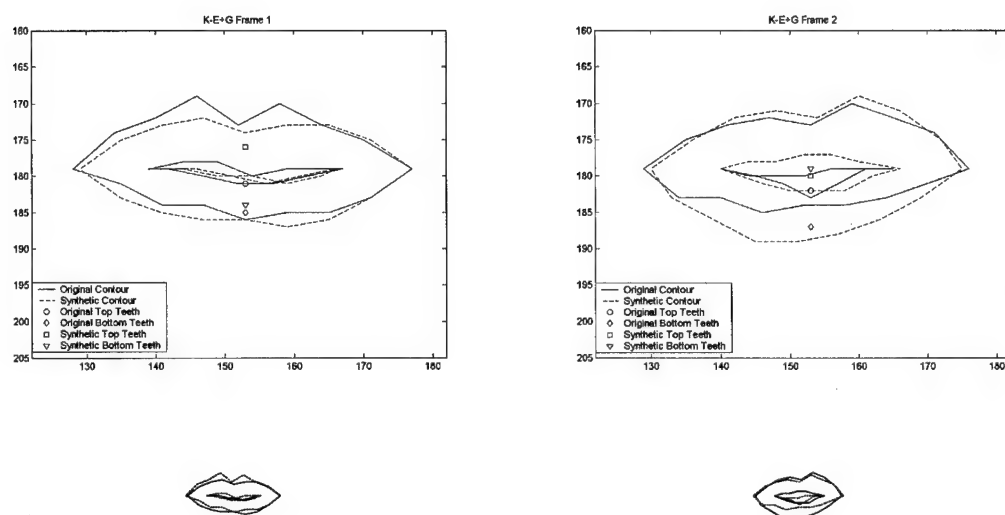 K-E+G Frame 1
160
165
170
175
180
185
190
195
200
205
130 140 150 160 170 180
Original Contour
Synthetic Contour
Original Top Teeth
Original Bottom Teeth
Synthetic Top Teeth
Synthetic Bottom Teeth
K-E+G Frame 2
160
165
170
175
180
185
190
195
200
205
130 140 150 160 170 180
Original Contour
Synthetic Contour
Original Top Teeth
Original Bottom Teeth
Synthetic Top Teeth
Synthetic Bottom Teeth